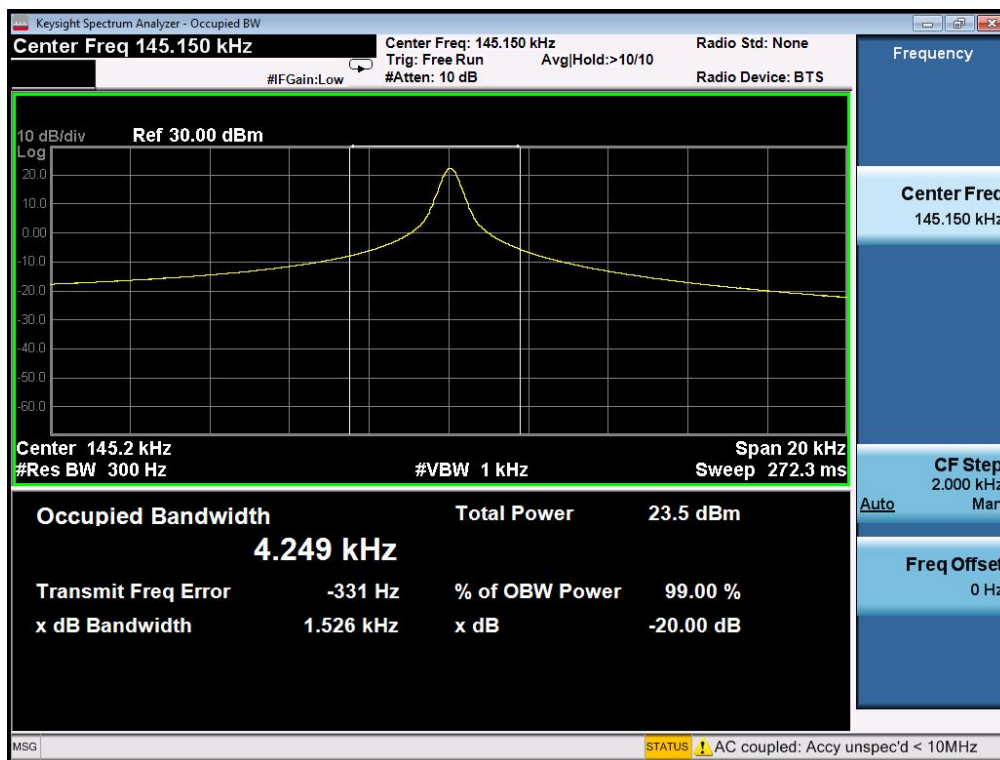 Keysight Spectrum Analyzer - Occupied BW
Center Freq 145.150 kHz
#IFGain:Low
Center Freq: 145.150 kHz
Trig: Free Run Avg|Hold:>10/10
#Atten: 10 dB
Radio Std: None
Radio Device: BTS
Frequency
10 dB/div Ref 30.00 dBm
Log
20.0
10.0
0.00
-10.0
-20.0
-30.0
-40.0
-50.0
-60.0
Center 145.2 kHz Span 20 kHz
#Res BW 300 Hz #VBW 1 kHz Sweep 272.3 ms
Occupied Bandwidth Total Power 23.5 dBm
4.249 kHz
Transmit Freq Error -331 Hz % of OBW Power 99.00 %
x dB Bandwidth 1.526 kHz x dB -20.00 dB
Center Freq
145.150 kHz
CF Step
2.000 kHz
Auto Man
Freq Offset
0 Hz
MSG STATUS AC coupled: Accy unspec'd < 10MHz